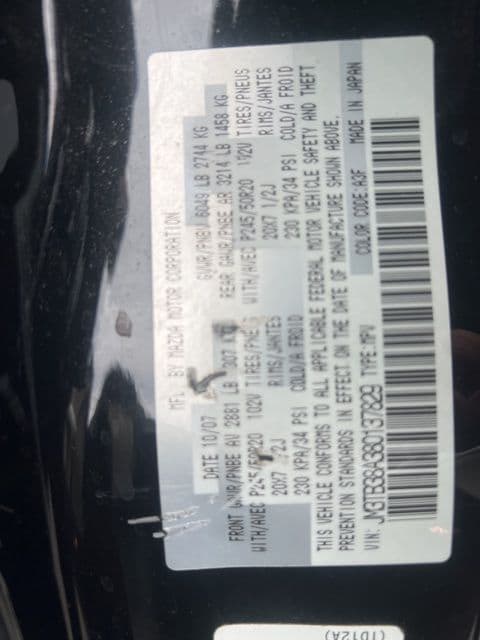 MFD. BY MAZDA MOTOR CORPORATION
DATE 10/07 GVWR/PNBV 6049 LB 2744 KG
FRONT GAWR/PNBE AV 2881 LB 1307 KG REAR GAWR/PNBE AR 3214 LB 1458 KG
WITH/AVEC P245/50R20 102V TIRES/PNEUS WITH/AVEC P245/50R20 102V TIRES/PNEUS
20X7 1/2J RIMS/JANTES 20X7 1/2J RIMS/JANTES
230 KPA/34 PSI COLD/A FROID 230 KPA/34 PSI COLD/A FROID
THIS VEHICLE CONFORMS TO ALL APPLICABLE FEDERAL MOTOR VEHICLE SAFETY AND THEFT
PREVENTION STANDARDS IN EFFECT ON THE DATE OF MANUFACTURE SHOWN ABOVE.
VIN: JM3TB38A380137829 TYPE:MPV
COLOR CODE:A3F MADE IN JAPAN
(TD12A)